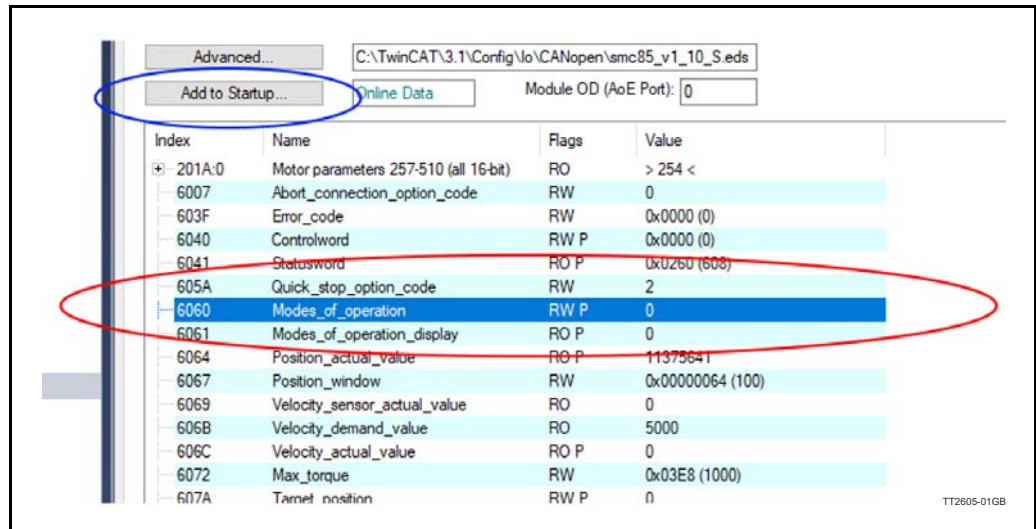 Advanced... C:\TwinCAT\3.1\Config\Io\CANopen\smc85_v1_10_S.eds
Add to Startup... Online Data Module OD (AoE Port): 0
Index Name Flags Value
201A:0 Motor parameters 257-510 (all 16-bit) RO > 254 <
6007 Abort_connection_option_code RW 0
603F Error_code RW 0x0000 (0)
6040 Controlword RW P 0x0000 (0)
6041 Statusword RO P 0x0260 (608)
605A Quick_stop_option_code RW 2
6060 Modes_of_operation RW P 0
6061 Modes_of_operation_display RO P 0
6064 Position_actual_value RO P 11375641
6067 Position_window RW 0x00000064 (100)
6069 Velocity_sensor_actual_value RO 0
606B Velocity_demand_value RO 5000
606C Velocity_actual_value RO P 0
6072 Max_torque RW 0x03E8 (1000)
607A Target_position RW P 0
TT2605-01GB